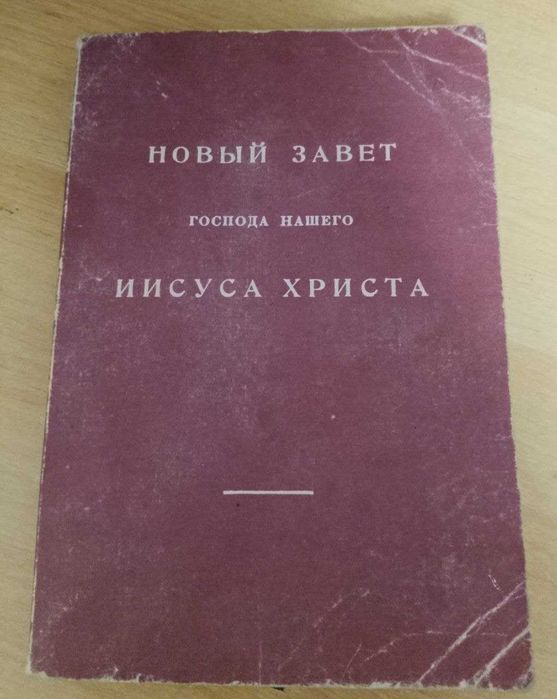 НОВЫЙ ЗАВЕТ
ГОСПОДА НАШЕГО
ИИСУСА ХРИСТА